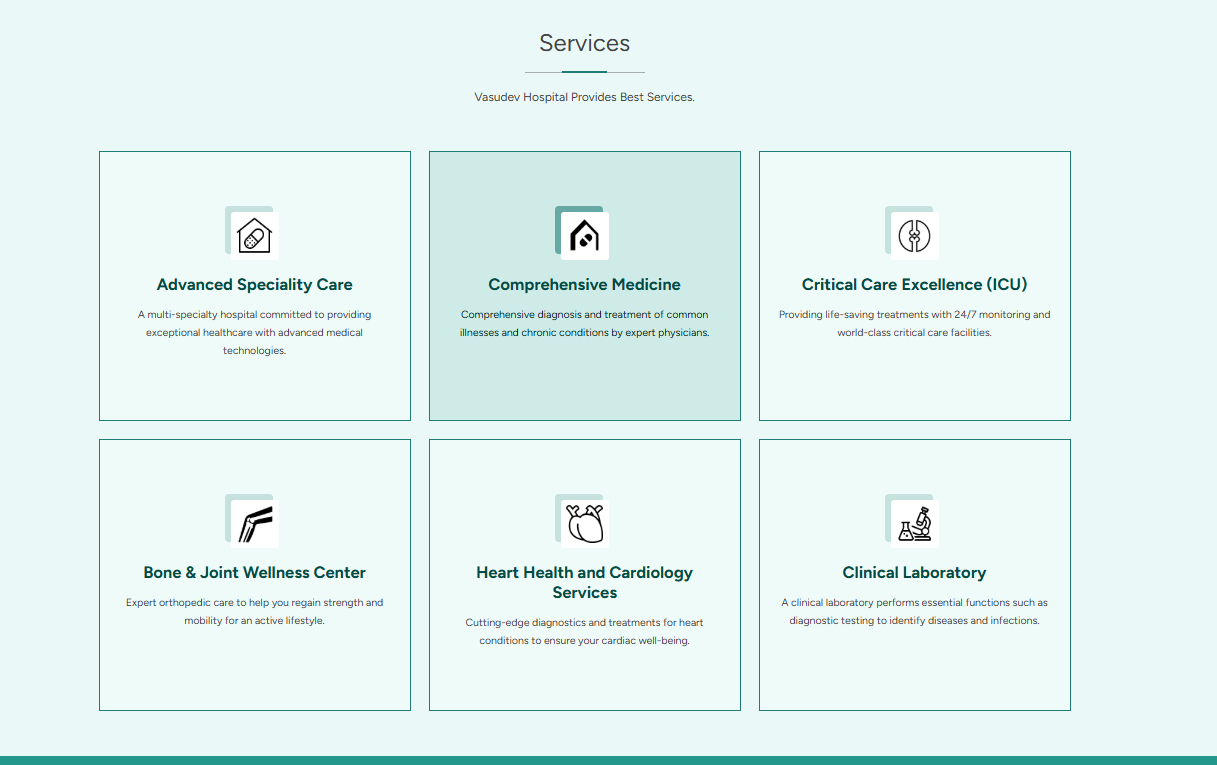 Services
Vasudev Hospital Provides Best Services.
Advanced Speciality Care
A multi-specialty hospital committed to providing
exceptional healthcare with advanced medical
technologies.
Comprehensive Medicine
Comprehensive diagnosis and treatment of common
illnesses and chronic conditions by expert physicians.
Critical Care Excellence (ICU)
Providing life-saving treatments with 24/7 monitoring and
world-class critical care facilities.
Bone & Joint Wellness Center
Expert orthopedic care to help you regain strength and
mobility for an active lifestyle.
Heart Health and Cardiology
Services
Cutting-edge diagnostics and treatments for heart
conditions to ensure your cardiac well-being.
Clinical Laboratory
A clinical laboratory performs essential functions such as
diagnostic testing to identify diseases and infections.